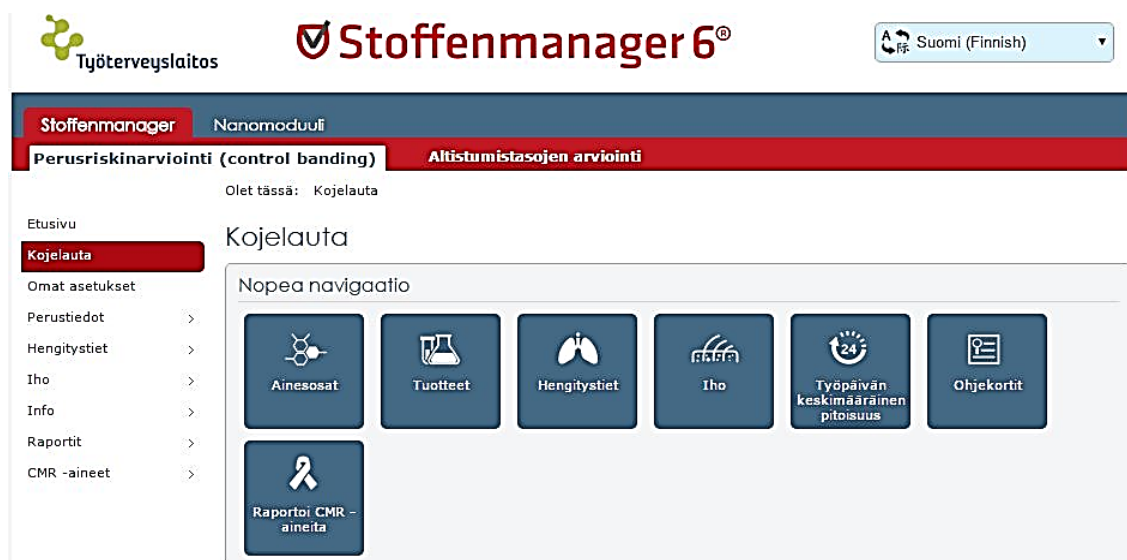 Työterveyslaitos
Stoffenmanager 6®
Suomi (Finnish)
Stoffenmanager
Nanomoduuli
Perusriskinarviointi (control banding)
Altistumistasojen arviointi
Olet tässä: Kojelauta
Etusivu
Kojelauta
Omat asetukset
Perustiedot
Hengitystiet
Iho
Info
Raportit
CMR -aineet
Kojelauta
Nopea navigaatio
Ainesosat
Tuotteet
Hengitystiet
Iho
24
Työpäivän
keskimääräinen
pitoisuus
Ohjekortit
Raportoi CMR -
aineita